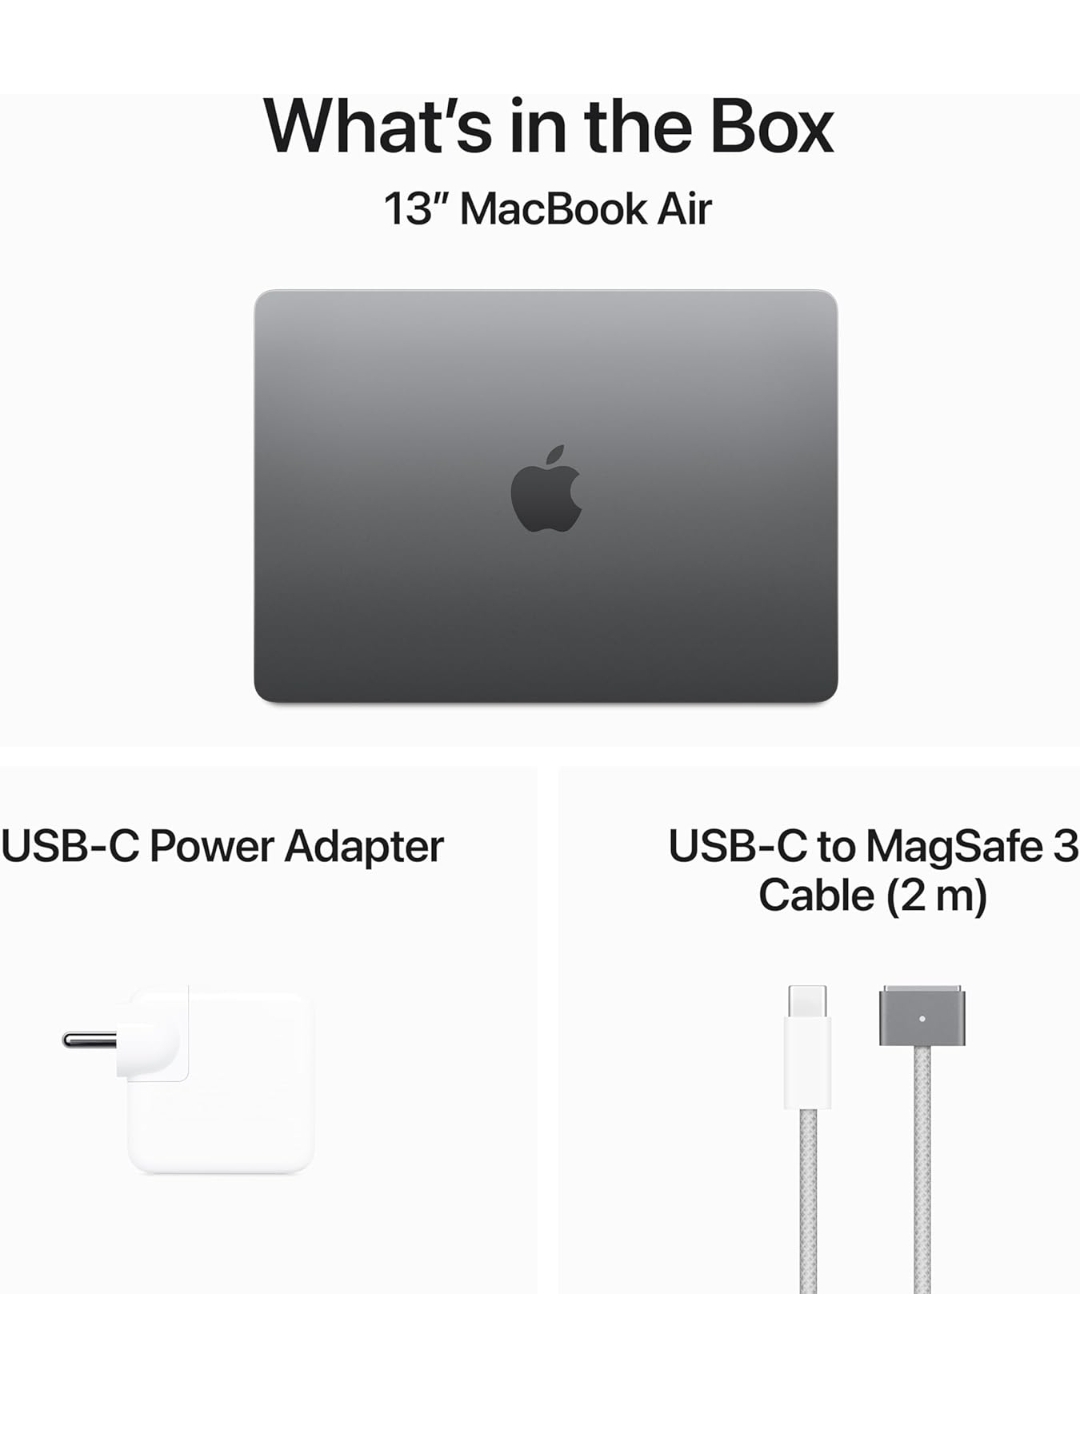 What's in the Box
13” MacBook Air
USB-C Power Adapter
USB-C to MagSafe 3
Cable (2 m)